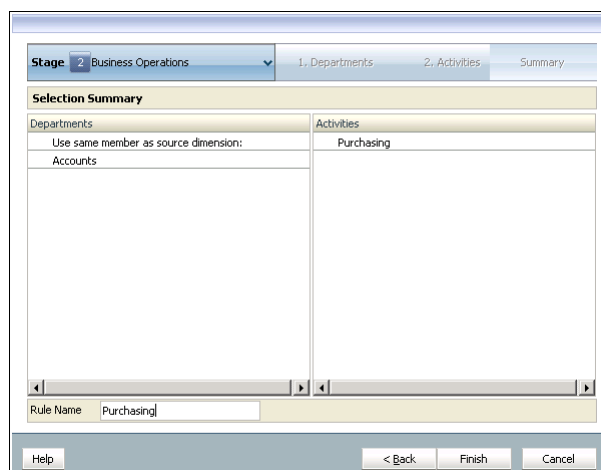 Stage 2 Business Operations 1. Departments 2. Activities Summary
Selection Summary
Departments Activities
Use same member as source dimension: Purchasing
Accounts
Rule Name Purchasing
Help < Back Finish Cancel